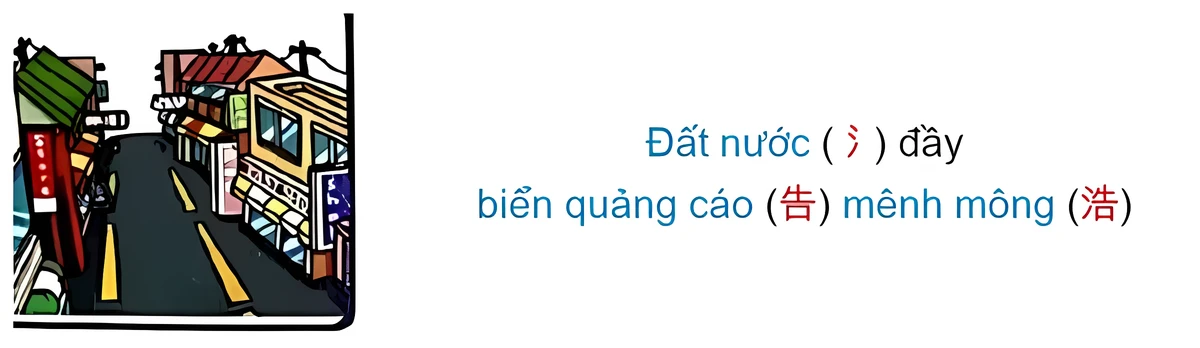 Đất nước (氵) đầy
biển quảng cáo (告) mênh mông (浩)